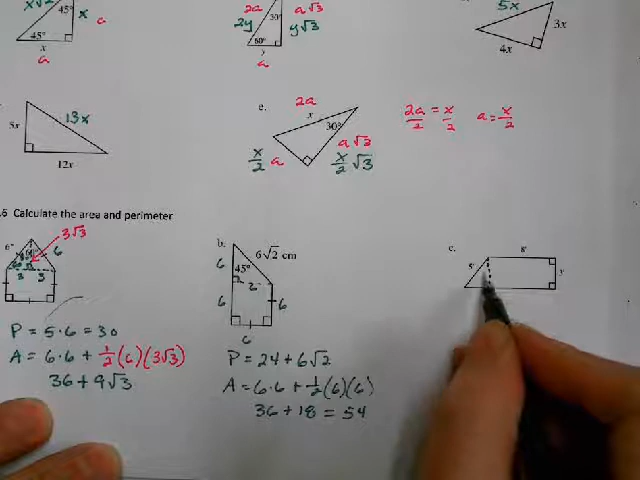 x√2 45° x a
45° x
a
2a 30° a√3
2y y√3
60° y
a
5x 3x
4x
5x 13x
12x
e. 2a
x 30°
x/2 a a√3
x/2 √3
2a/2 = x/2 a = x/2
.6 Calculate the area and perimeter
6" 3√3
6
3 3
P = 5·6 = 30
A = 6·6 + 1/2(6)(3√3)
36 + 9√3
b.
6 6√2 cm
45°
6
6 6
6
P = 24 + 6√2
A = 6·6 + 1/2(6)(6)
36 + 18 = 54
c.